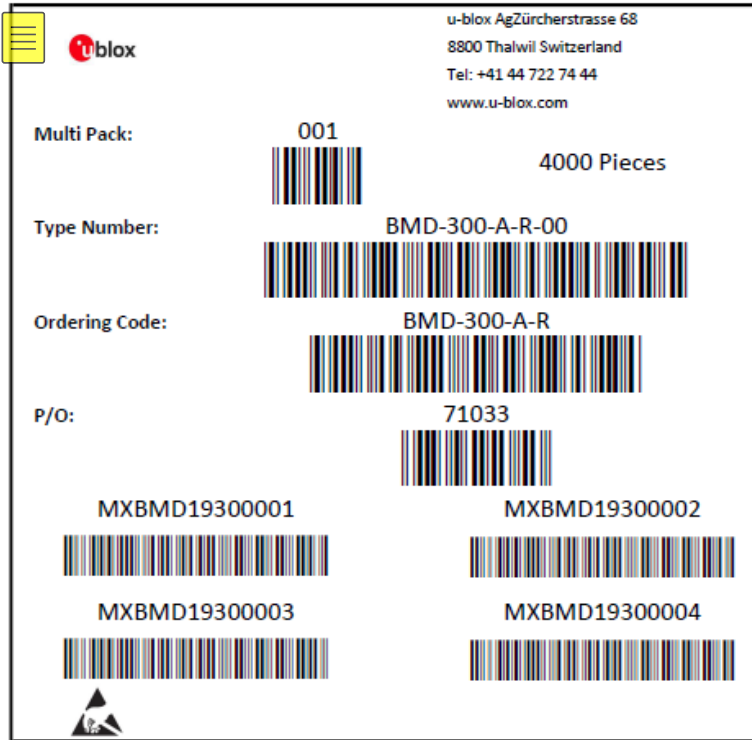 u-blox AgZürcherstrasse 68
8800 Thalwil Switzerland
Tel: +41 44 722 74 44
www.u-blox.com
ublox
Multi Pack:
001
4000 Pieces
Type Number:
BMD-300-A-R-00
Ordering Code:
BMD-300-A-R
P/O:
71033
MXBMD19300001
MXBMD19300002
MXBMD19300003
MXBMD19300004